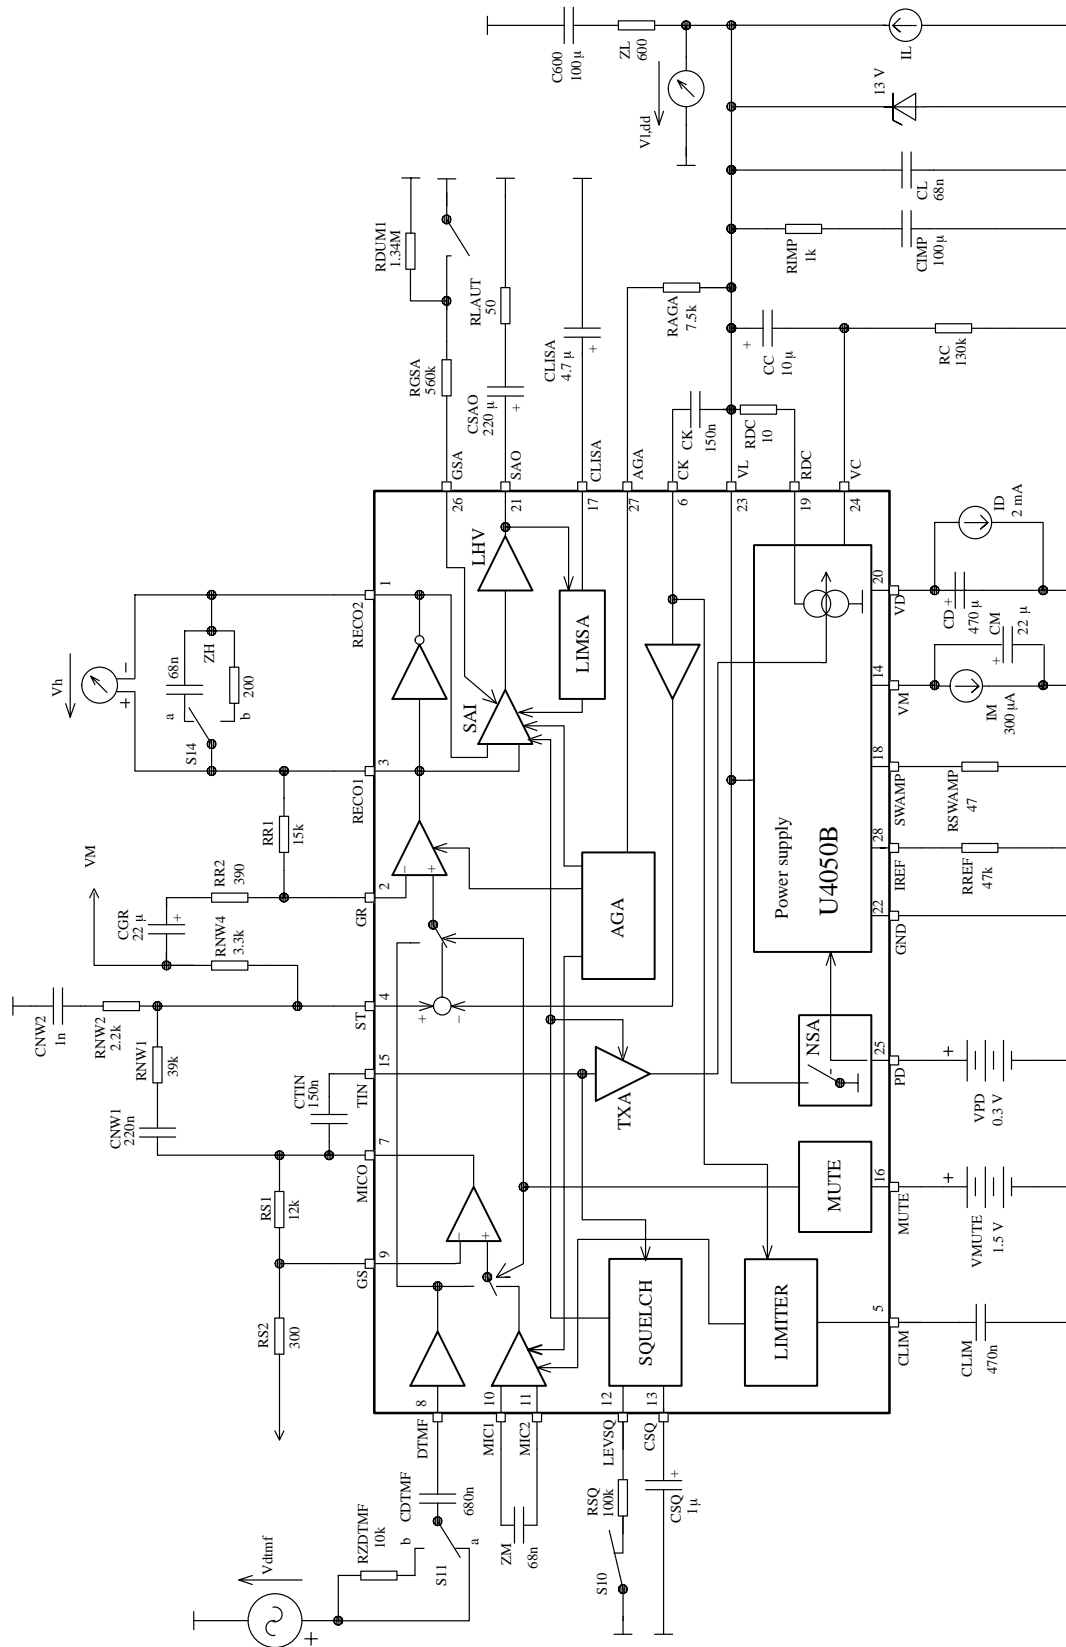 C600
100 µ
ZL
600
Vl,dd
IL
13 V
CL
68n
CIMP
100 µ
RIMP
1k
RC
130k
CC
10 µ
+
RAGA
7.5k
CK
150n
RDC
10
RDUM1
1.34M
RLAUT
50
CLISA
4.7 µ
+
RGSA
560k
CSAO
220 µ
+
GSA
SAO
CLISA
AGA
CK
VL
RDC
VC
26
21
17
27
6
23
19
24
Vh
+
−
68n
ZH
200
a
b
S14
RECO2
1
RECO1
3
RR1
15k
RR2
390
GR
2
VM
CGR
22 µ
+
RNW4
3.3k
CNW2
1n
RNW2
2.2k
RNW1
39k
CNW1
220n
ST
4
TIN
15
CTIN
150n
MICO
7
RS1
12k
GS
9
RS2
300
LHV
LIMSA
SAI
−
+
+
−
AGA
TXA
−
+
SQUELCH
LIMITER
MUTE
NSA
Power supply
U4050B
20
VD
14
VM
18
SWAMP
28
IREF
22
GND
25
PD
16
MUTE
5
CLIM
ID
2 mA
CD
+
470 µ
CM
22 µ
+
IM
300 µA
RSWAMP
47
RREF
47k
+
VPD
0.3 V
+
VMUTE
1.5 V
CLIM
470n
8
10
11
12
13
DTMF
MIC1
MIC2
LEVSQ
CSQ
CDTMF
680n
RZDTMF
10k
b
a
S11
Vdtmf
+
ZM
68n
RSQ
100k
S10
CSQ
1 µ
+